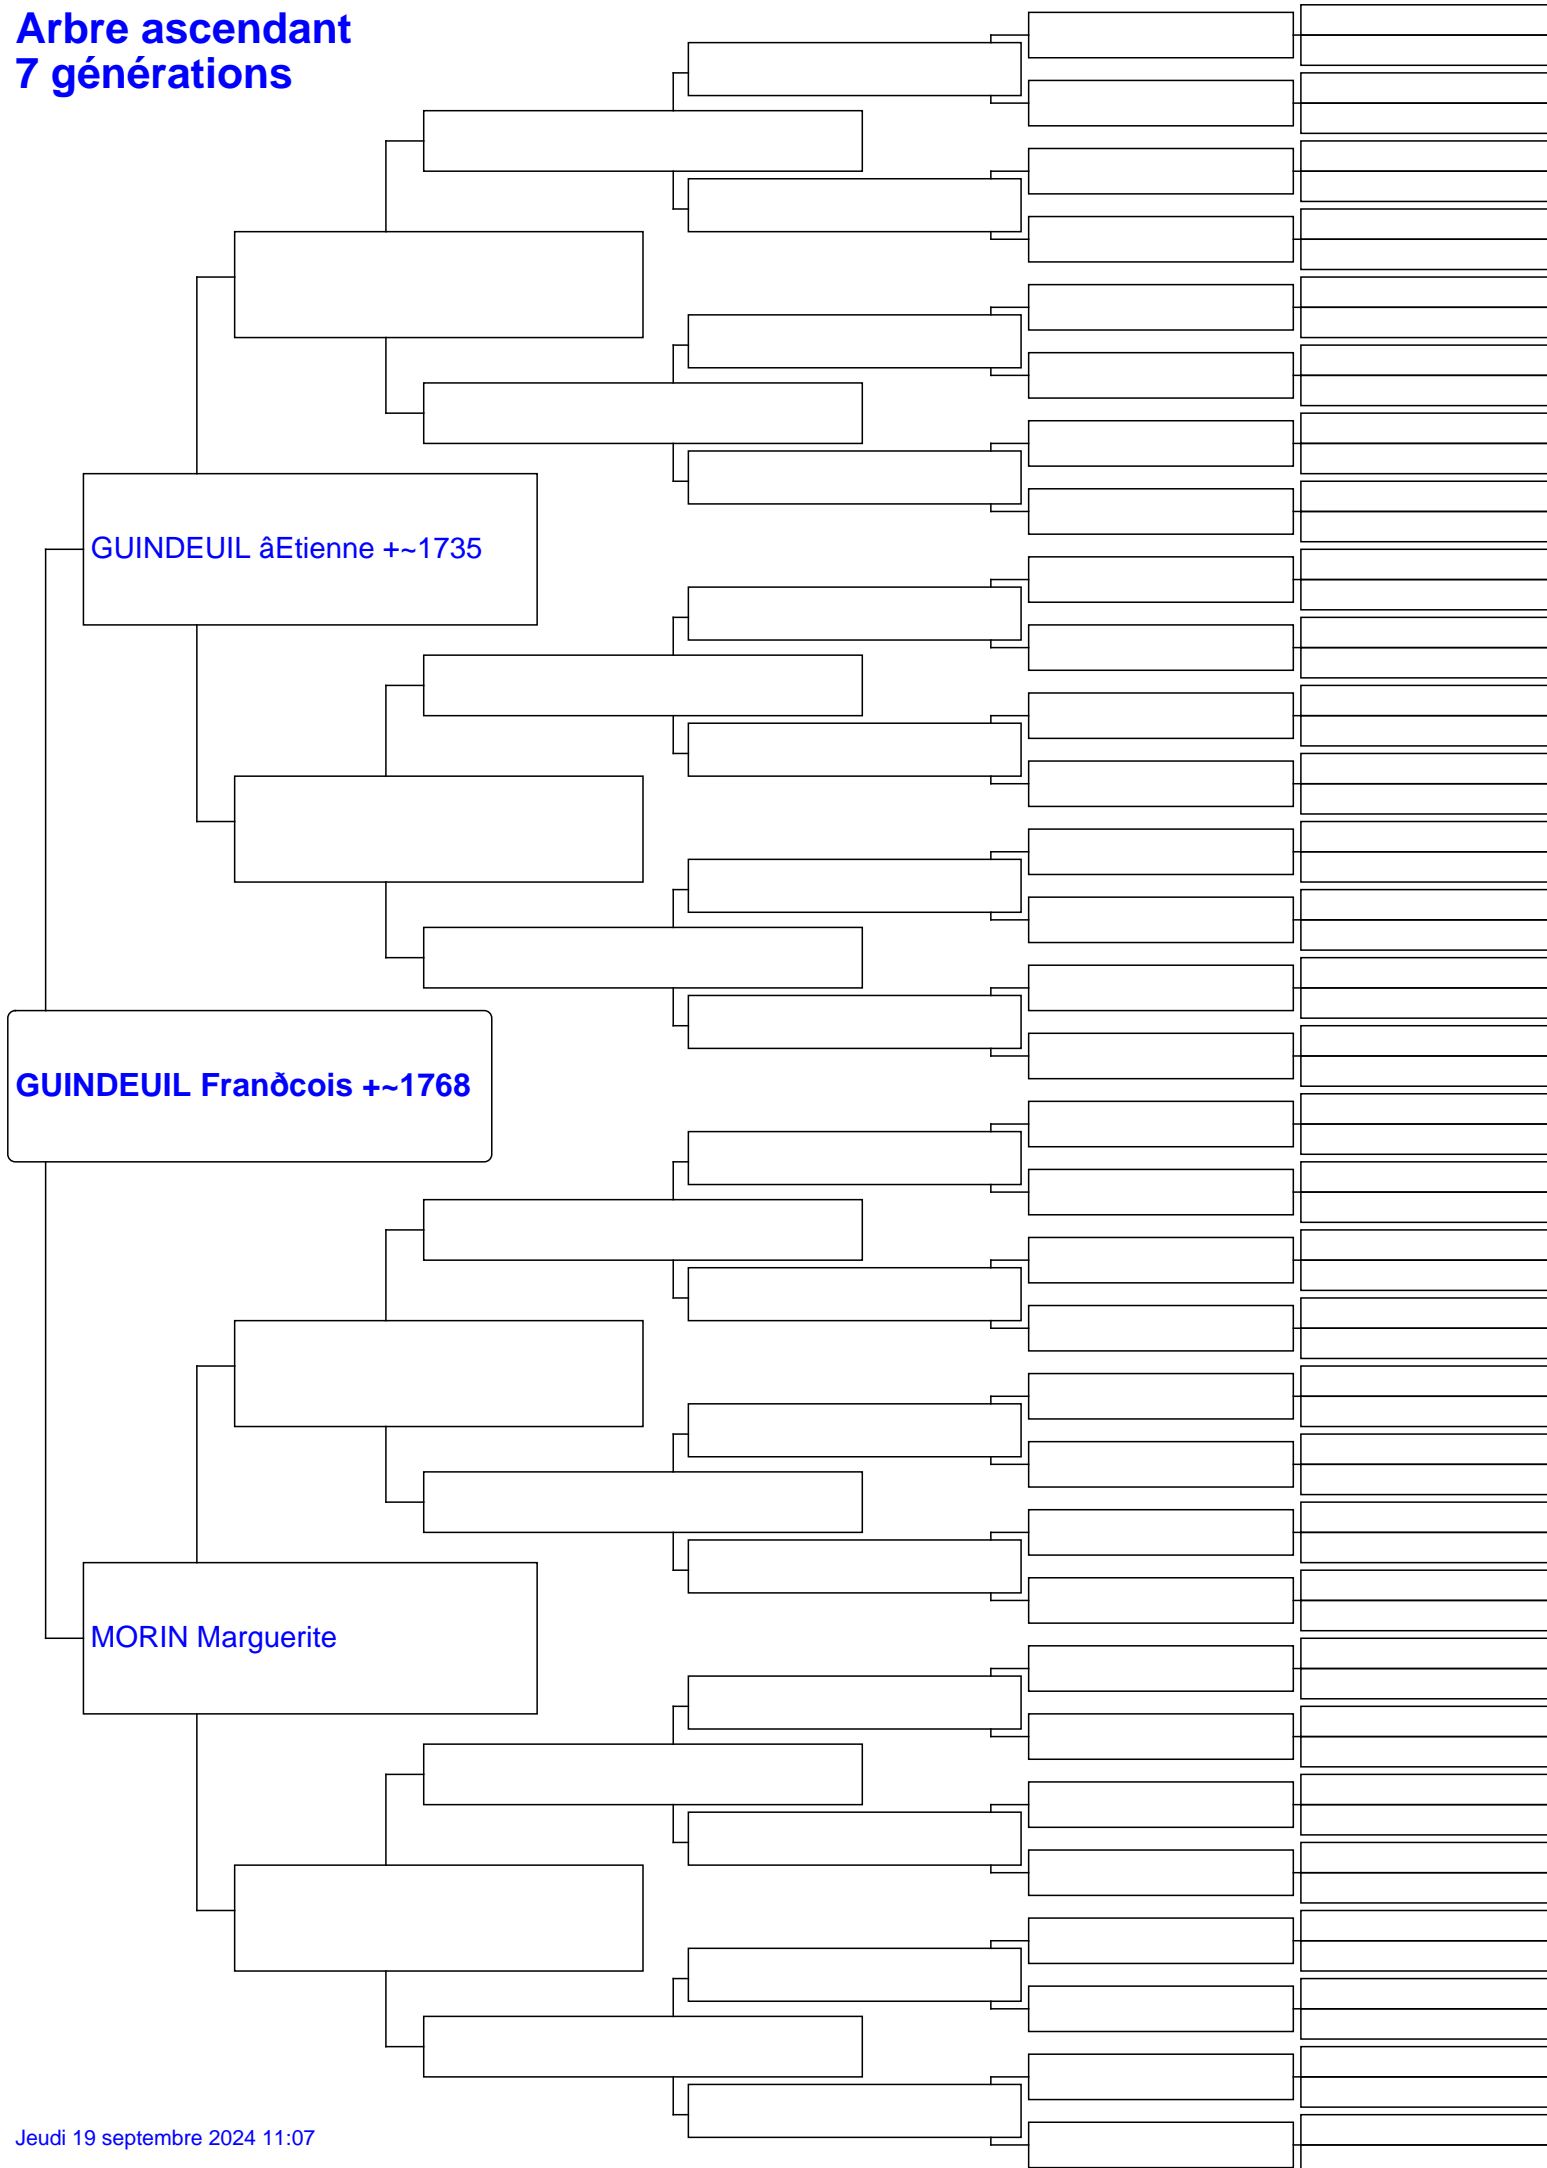 Arbre ascendant
7 générations
GUINDEUIL âEtienne +~1735
GUINDEUIL Franðcois +~1768
MORIN Marguerite
Jeudi 19 septembre 2024 11:07